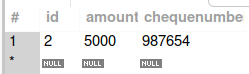 # id amount chequenumbe
1 2 5000 987654
* NULL NULL NULL